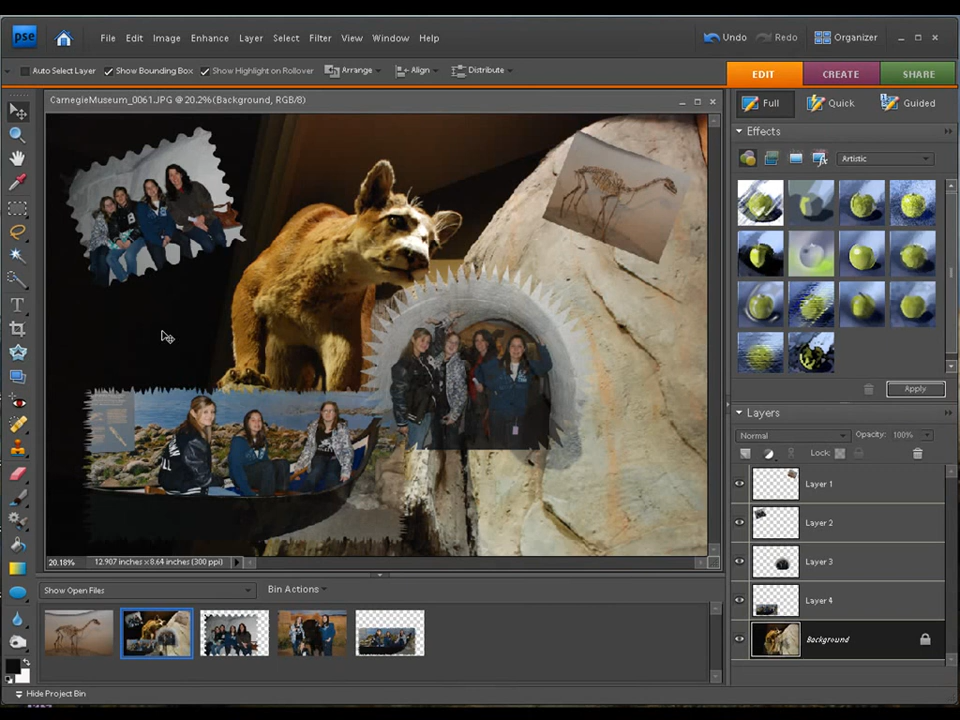 pse File Edit Image Enhance Layer Select Filter View Window Help Undo Redo Organizer
Auto Select Layer Show Bounding Box Show Highlight on Rollover Arrange Align Distribute EDIT CREATE SHARE
CarnegieMuseum_0061.JPG @ 20.2%(Background, RGB/8)
Full Quick Guided
Effects
Artistic
Apply
Layers
Normal Opacity: 100%
Lock:
Layer 1
Layer 2
Layer 3
Layer 4
Background
20.18% 12.907 inches x 8.64 inches (300 ppi)
Show Open Files Bin Actions
Hide Project Bin